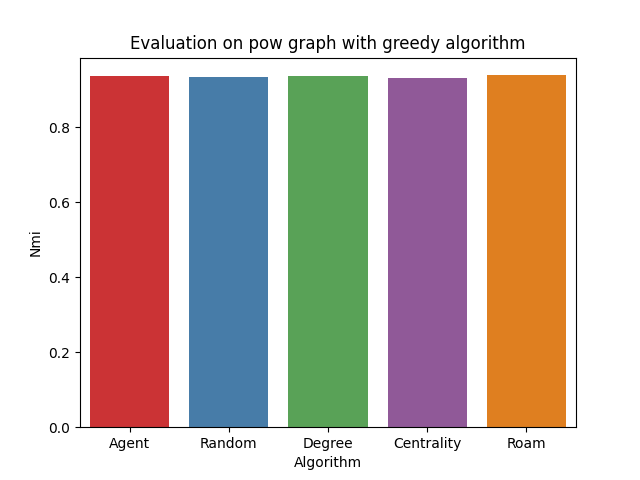 Evaluation on pow graph with greedy algorithm
0.8
0.6
0.4
0.2
0.0
Nmi
Agent Random Degree Centrality Roam
Algorithm